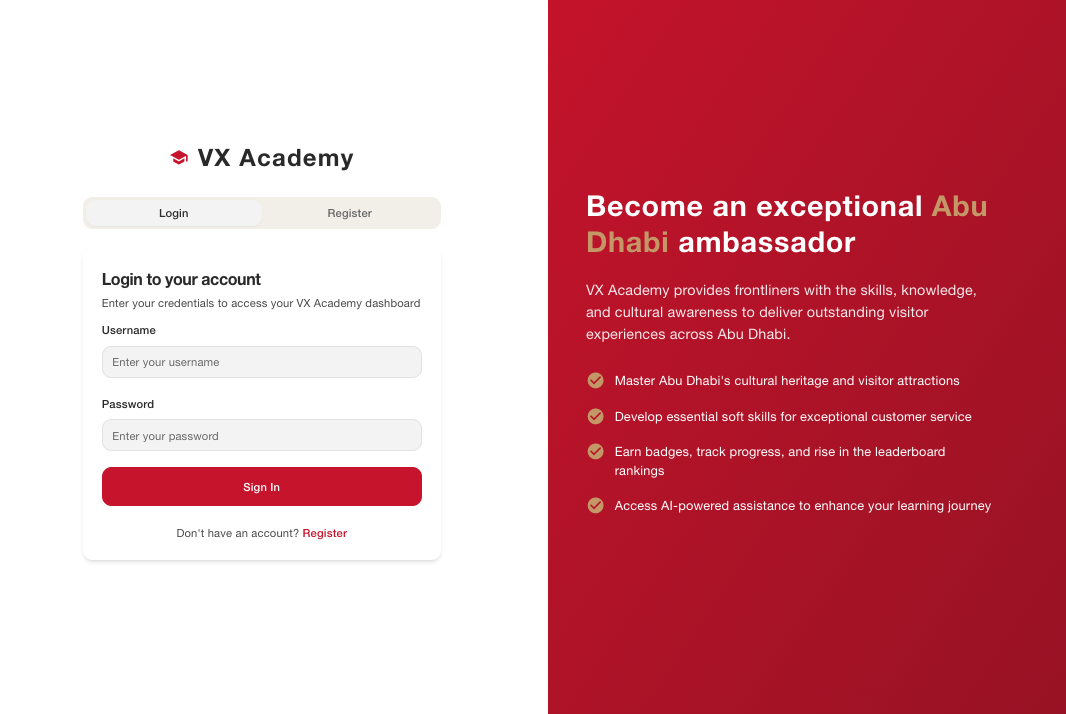 VX Academy
Login
Register
Login to your account
Enter your credentials to access your VX Academy dashboard
Username
Enter your username
Password
Enter your password
Sign In
Don't have an account? Register
Become an exceptional Abu
Dhabi ambassador
VX Academy provides frontliners with the skills, knowledge,
and cultural awareness to deliver outstanding visitor
experiences across Abu Dhabi.
Master Abu Dhabi's cultural heritage and visitor attractions
Develop essential soft skills for exceptional customer service
Earn badges, track progress, and rise in the leaderboard
rankings
Access AI-powered assistance to enhance your learning journey